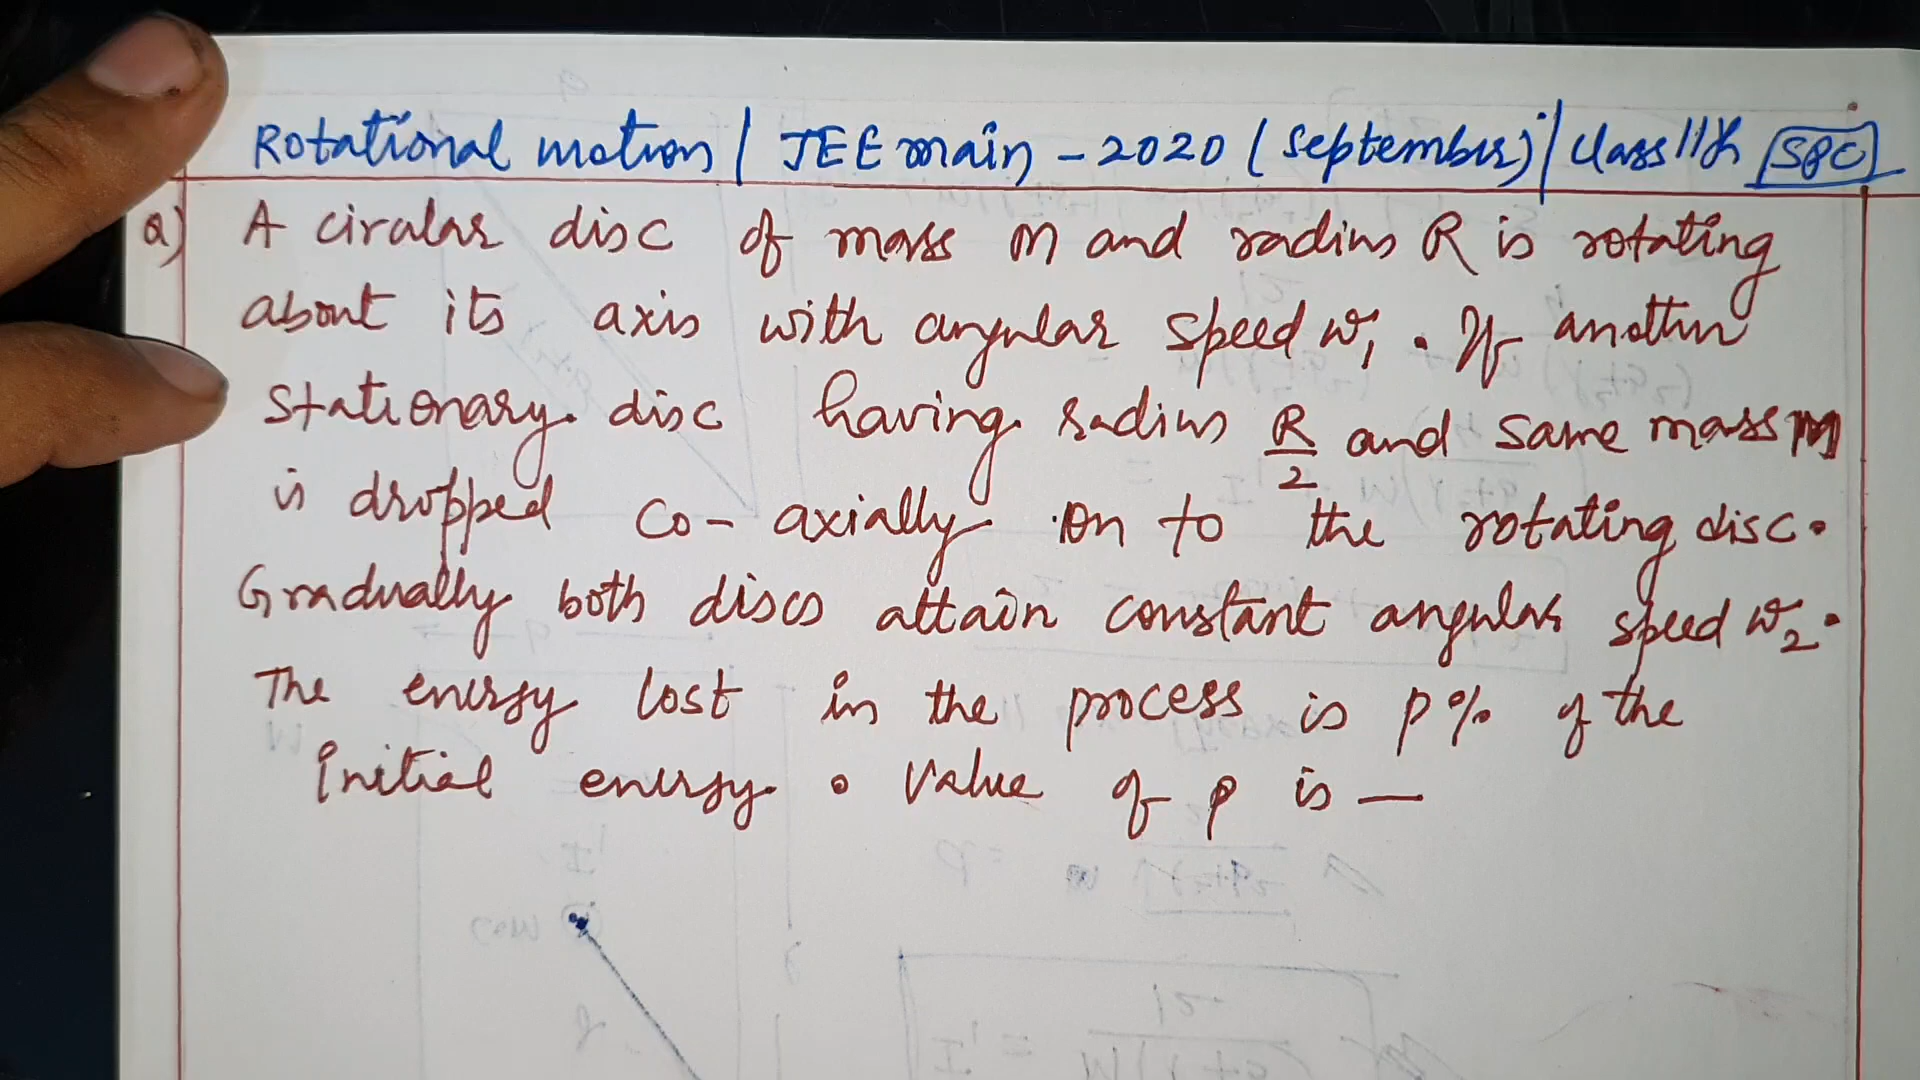 Rotational motion / JEE main - 2020 (September) / Class 11th SPC
Q) A circular disc of mass M and radius R is rotating
about its axis with angular speed ω₁. If another
stationary disc having radius R/2 and same mass M
is dropped co-axially on to the rotating disc.
Gradually both discs attain constant angular speed ω₂.
The energy lost in the process is p% of the
initial energy. Value of p is —